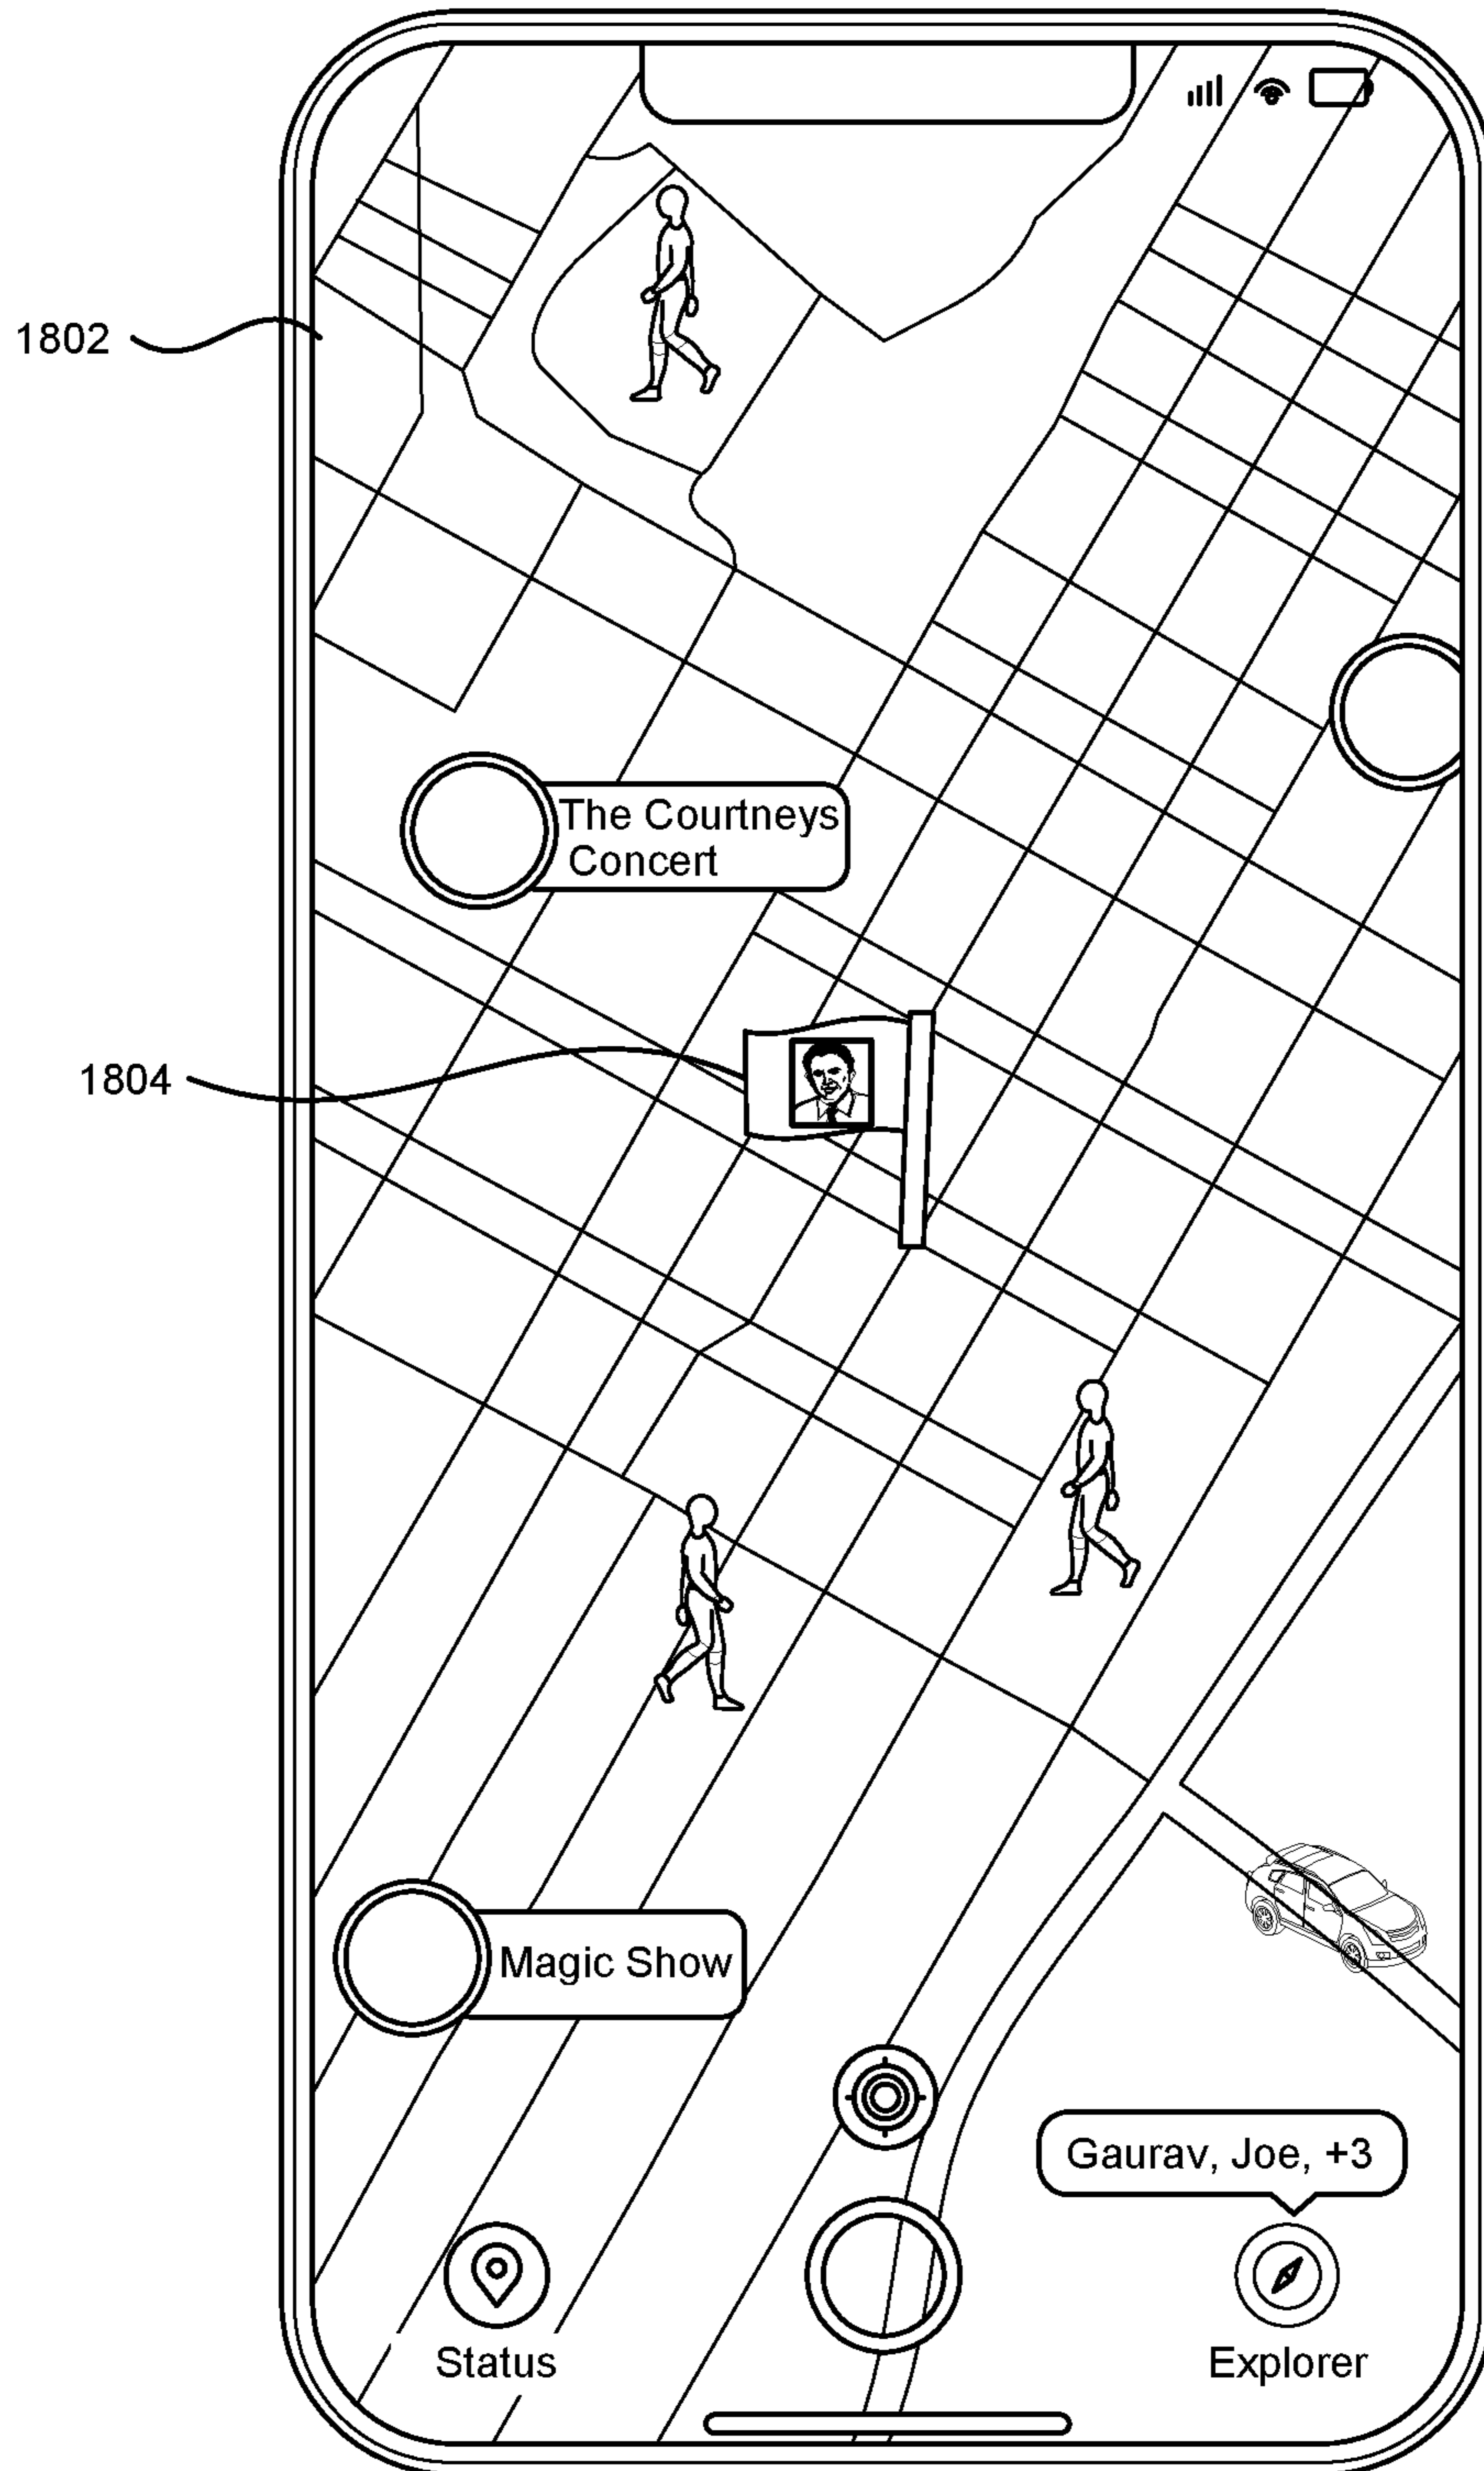 1802
The Courtneys
Concert
1804
Magic Show
Gaurav, Joe, +3
Status
Explorer